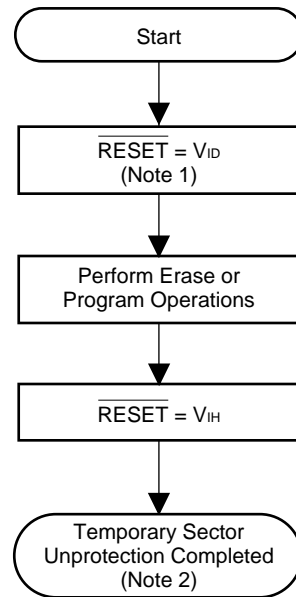 Start
RESET = VID
(Note 1)
Perform Erase or
Program Operations
RESET = VIH
Temporary Sector
Unprotection Completed
(Note 2)